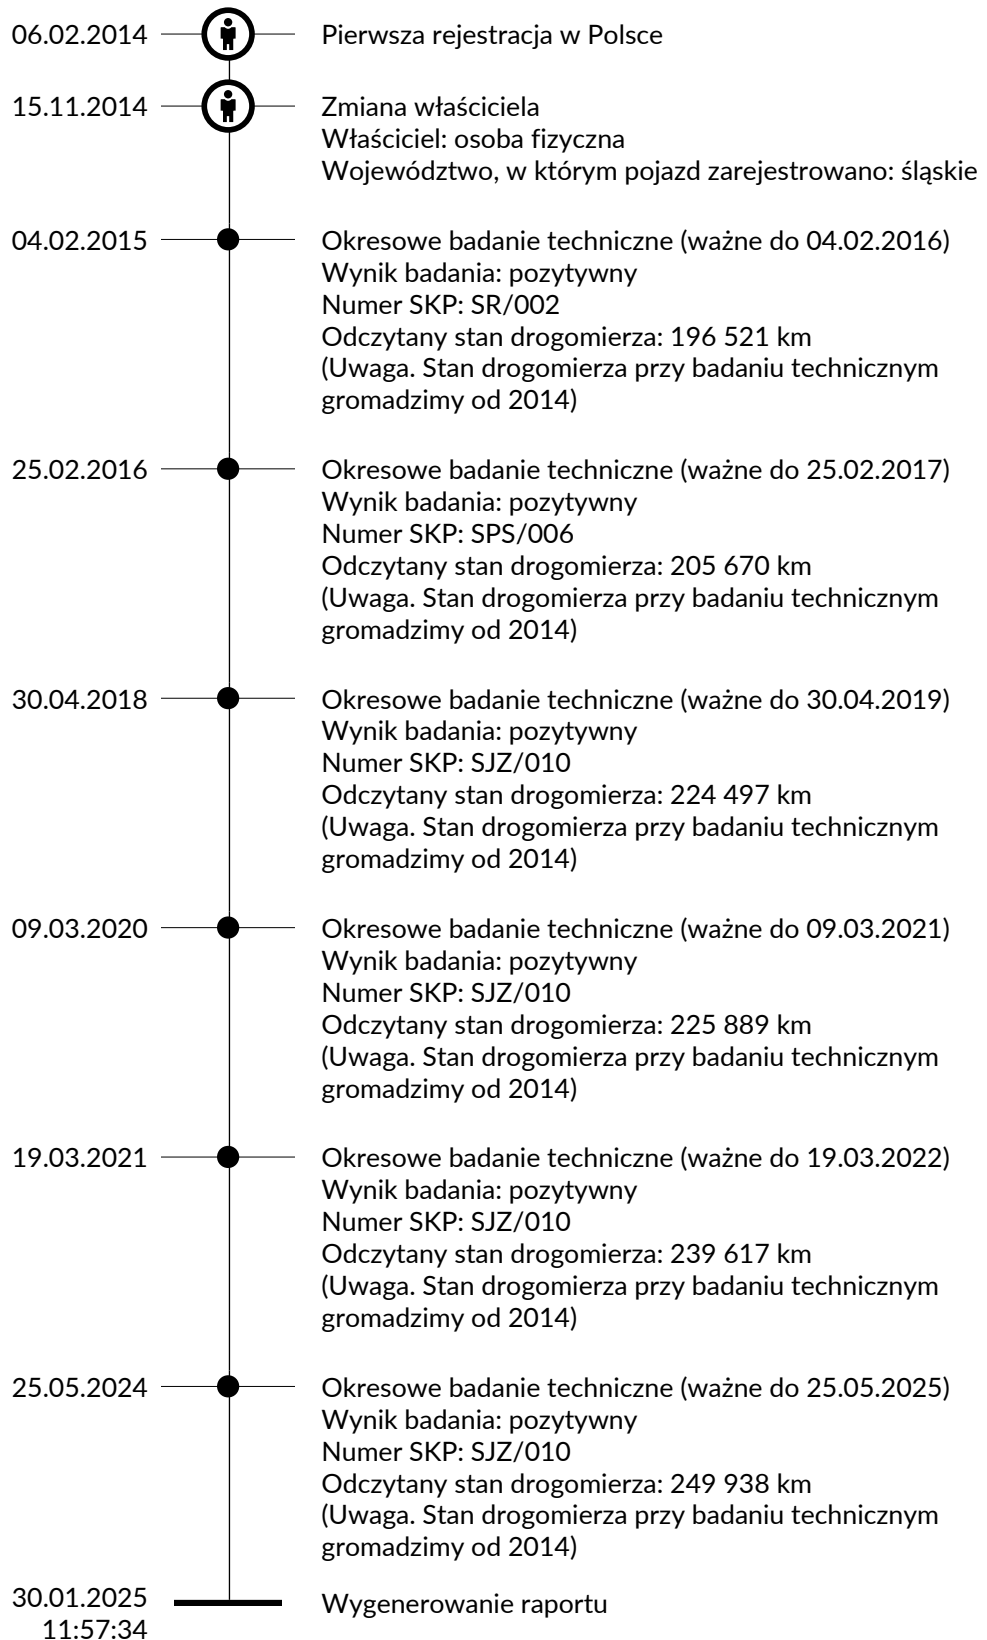 06.02.2014 Pierwsza rejestracja w Polsce
15.11.2014 Zmiana właściciela
Właściciel: osoba fizyczna
Województwo, w którym pojazd zarejestrowano: śląskie
04.02.2015 Okresowe badanie techniczne (ważne do 04.02.2016)
Wynik badania: pozytywny
Numer SKP: SR/002
Odczytany stan drogomierza: 196 521 km
(Uwaga. Stan drogomierza przy badaniu technicznym
gromadzimy od 2014)
25.02.2016 Okresowe badanie techniczne (ważne do 25.02.2017)
Wynik badania: pozytywny
Numer SKP: SPS/006
Odczytany stan drogomierza: 205 670 km
(Uwaga. Stan drogomierza przy badaniu technicznym
gromadzimy od 2014)
30.04.2018 Okresowe badanie techniczne (ważne do 30.04.2019)
Wynik badania: pozytywny
Numer SKP: SJZ/010
Odczytany stan drogomierza: 224 497 km
(Uwaga. Stan drogomierza przy badaniu technicznym
gromadzimy od 2014)
09.03.2020 Okresowe badanie techniczne (ważne do 09.03.2021)
Wynik badania: pozytywny
Numer SKP: SJZ/010
Odczytany stan drogomierza: 225 889 km
(Uwaga. Stan drogomierza przy badaniu technicznym
gromadzimy od 2014)
19.03.2021 Okresowe badanie techniczne (ważne do 19.03.2022)
Wynik badania: pozytywny
Numer SKP: SJZ/010
Odczytany stan drogomierza: 239 617 km
(Uwaga. Stan drogomierza przy badaniu technicznym
gromadzimy od 2014)
25.05.2024 Okresowe badanie techniczne (ważne do 25.05.2025)
Wynik badania: pozytywny
Numer SKP: SJZ/010
Odczytany stan drogomierza: 249 938 km
(Uwaga. Stan drogomierza przy badaniu technicznym
gromadzimy od 2014)
30.01.2025 Wygenerowanie raportu
11:57:34